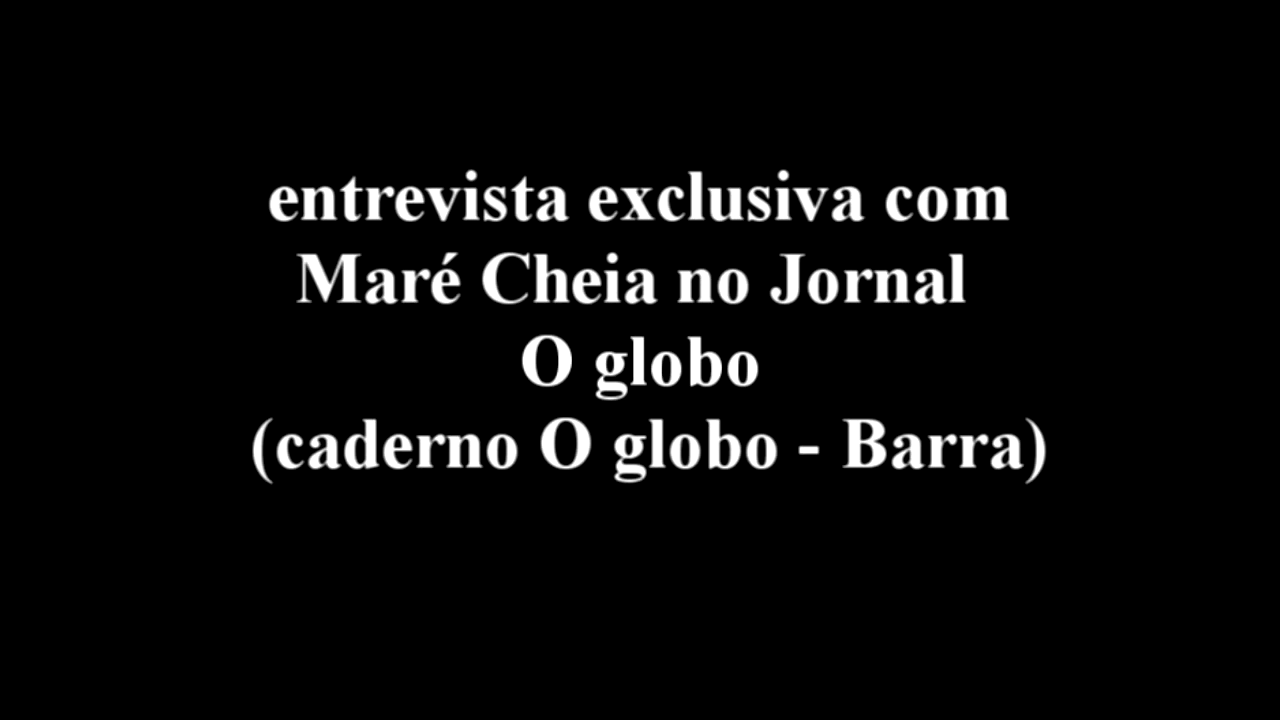 entrevista exclusiva com
Maré Cheia no Jornal
O globo
(caderno O globo - Barra)